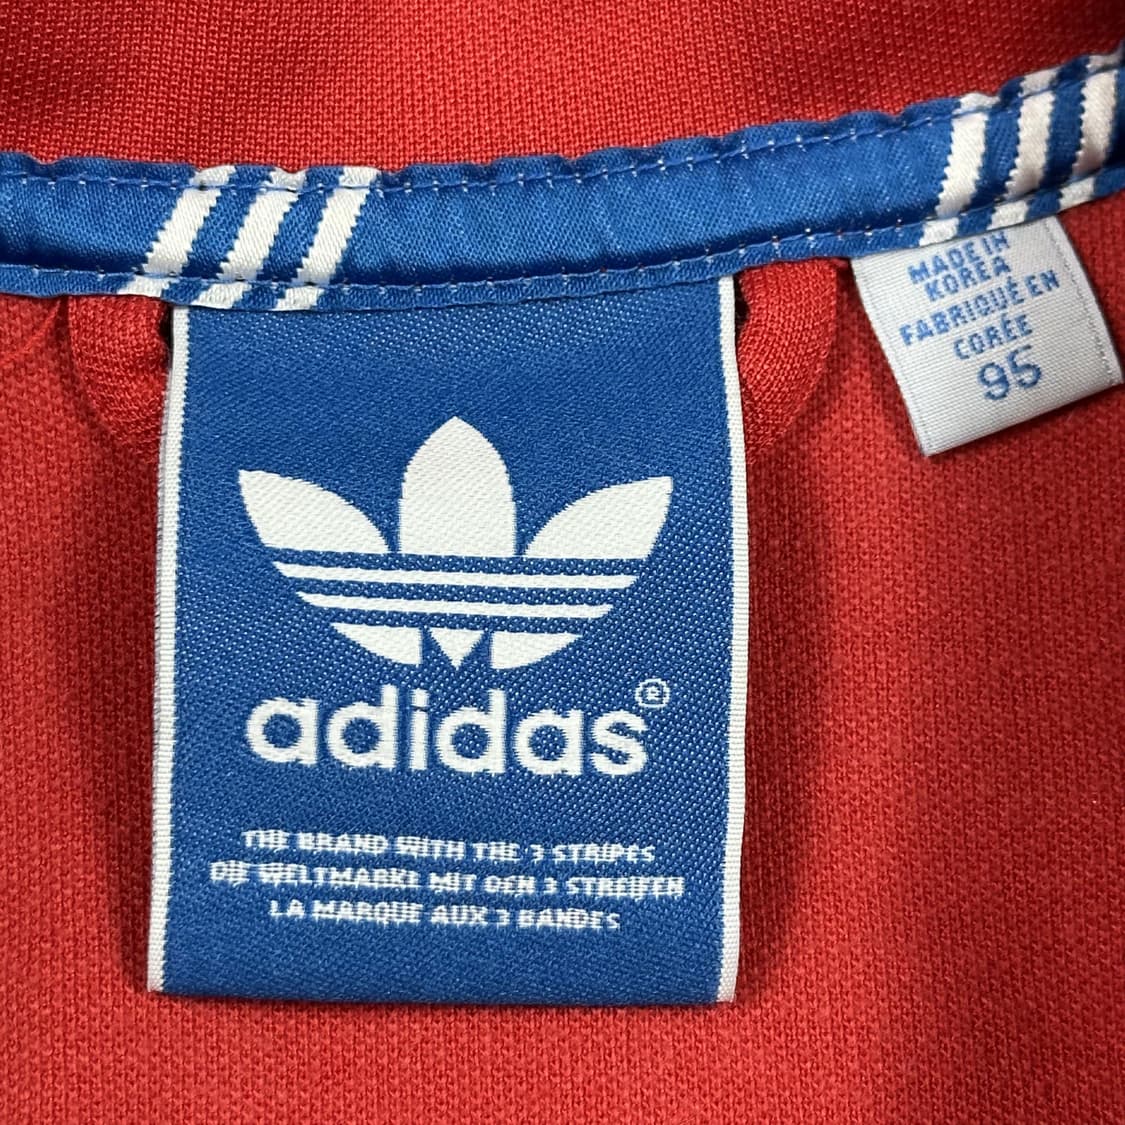 MADE IN
KOREA
FABRIQUÉ EN
CORÉE
95
adidas®
THE BRAND WITH THE 3 STRIPES
DIE WELTMARKE MIT DEN 3 STREIFEN
LA MARQUE AUX 3 BANDES